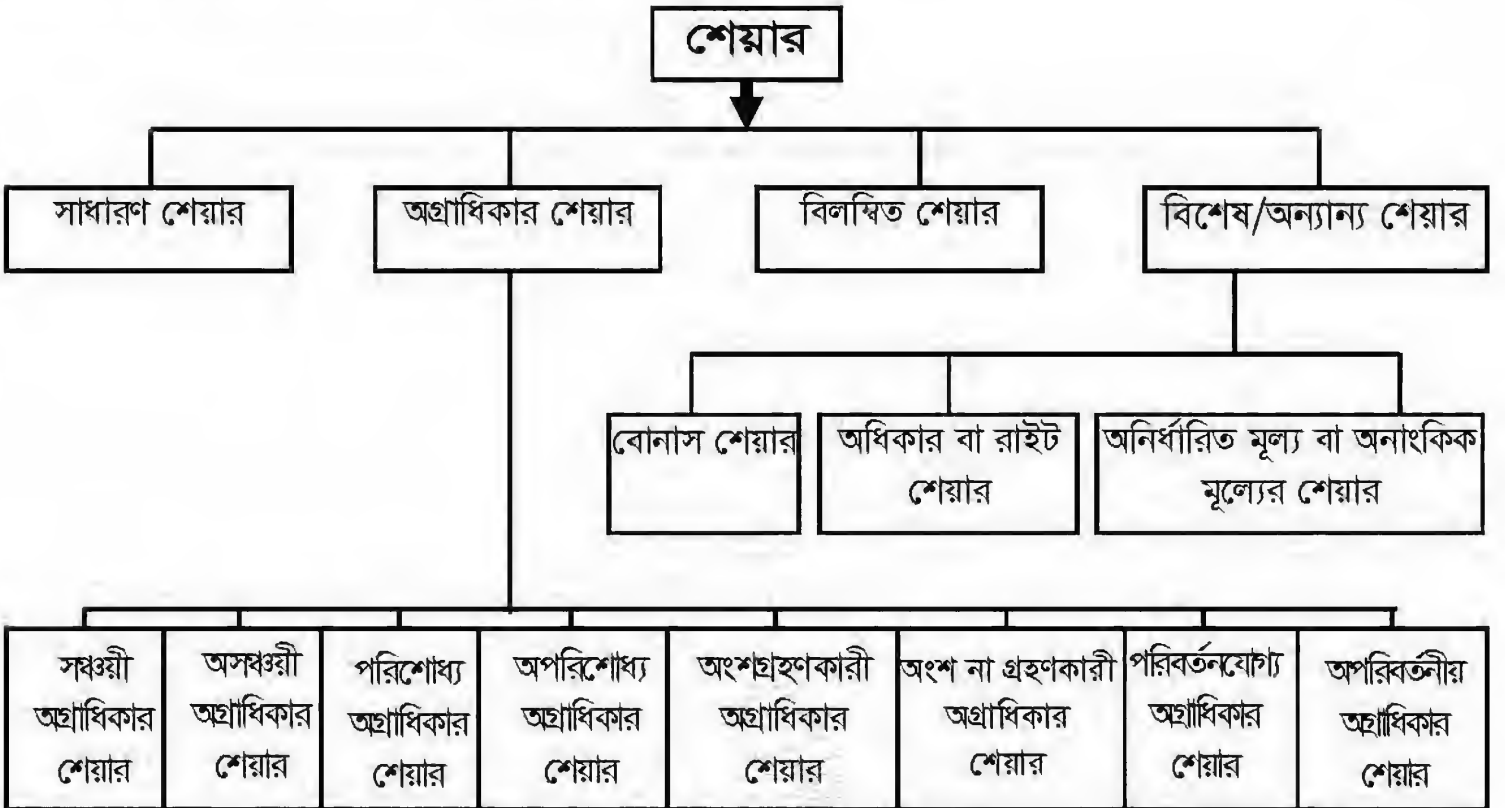 শেয়ার
সাধারণ শেয়ার
অগ্রাধিকার শেয়ার
বিলম্বিত শেয়ার
বিশেষ/অন্যান্য শেয়ার
বোনাস শেয়ার
অধিকার বা রাইট
শেয়ার
অনির্ধারিত মূল্য বা অনাংকিক
মূল্যের শেয়ার
সঞ্চয়ী
অগ্রাধিকার
শেয়ার
অসঞ্চয়ী
অগ্রাধিকার
শেয়ার
পরিশোধ্য
অগ্রাধিকার
শেয়ার
অপরিশোধ্য
অগ্রাধিকার
শেয়ার
অংশগ্রহণকারী
অগ্রাধিকার
শেয়ার
অংশ না গ্রহণকারী
অগ্রাধিকার
শেয়ার
পরিবর্তনযোগ্য
অগ্রাধিকার
শেয়ার
অপরিবর্তনীয়
অগ্রাধিকার
শেয়ার